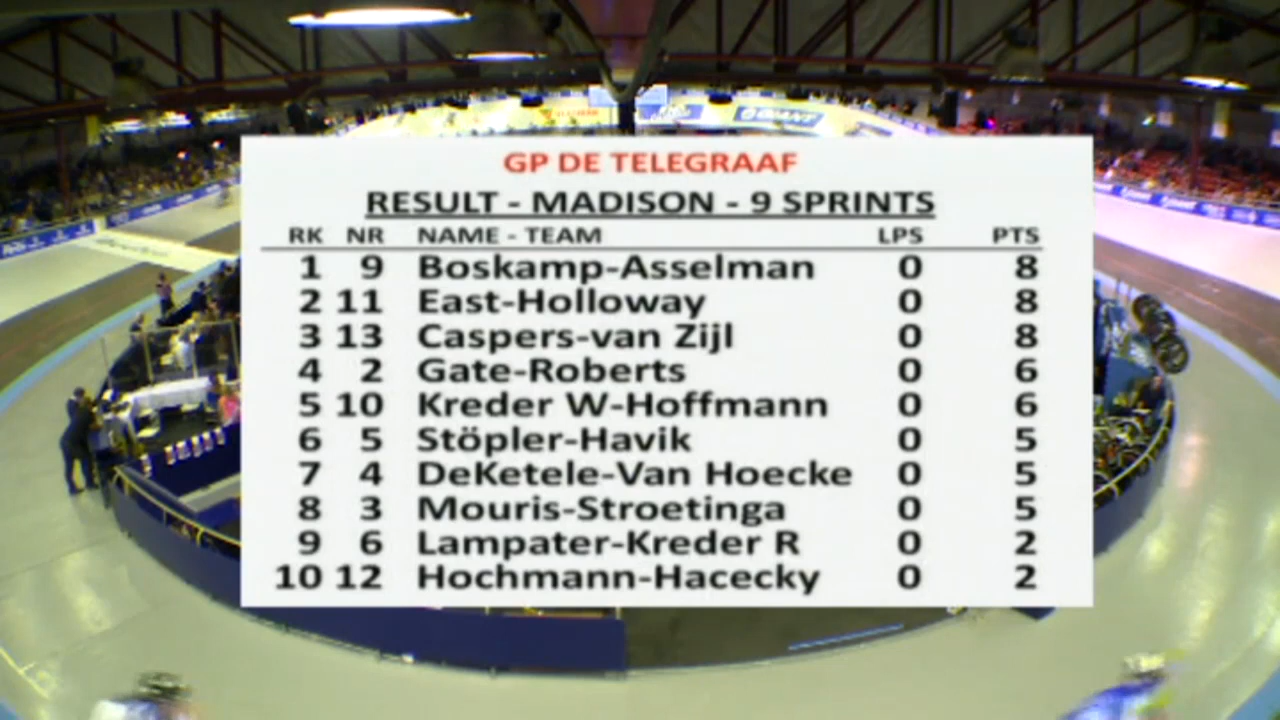 GIANT
GP DE TELEGRAAF
RESULT - MADISON - 9 SPRINTS
RK NR NAME - TEAM LPS PTS
1 9 Boskamp-Asselman 0 8
2 11 East-Holloway 0 8
3 13 Caspers-van Zijl 0 8
4 2 Gate-Roberts 0 6
5 10 Kreder W-Hoffmann 0 6
6 5 Stöpler-Havik 0 5
7 4 DeKetele-Van Hoecke 0 5
8 3 Mouris-Stroetinga 0 5
9 6 Lampater-Kreder R 0 2
10 12 Hochmann-Hacecky 0 2